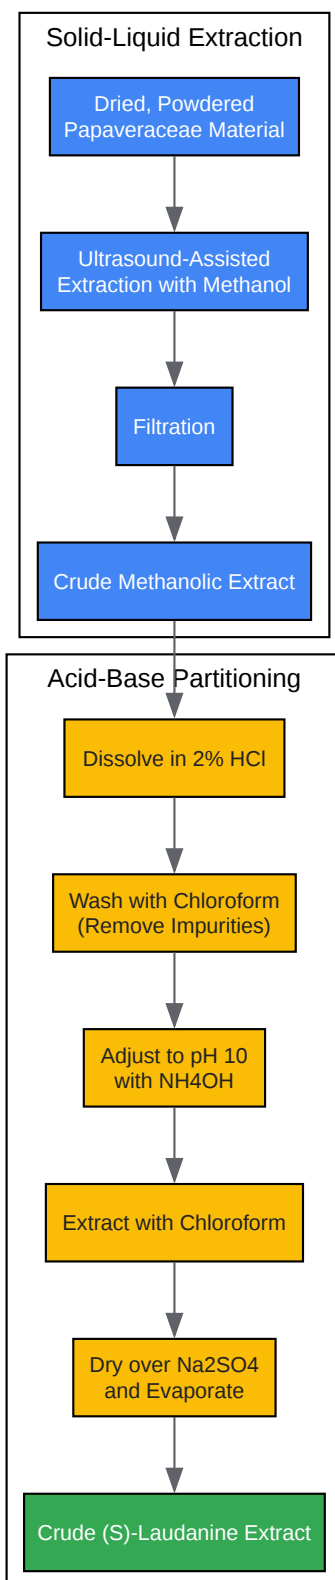 Solid-Liquid Extraction
Dried, Powdered
Papaveraceae Material
Ultrasound-Assisted
Extraction with Methanol
Filtration
Crude Methanolic Extract
Acid-Base Partitioning
Dissolve in 2% HCl
Wash with Chloroform
(Remove Impurities)
Adjust to pH 10
with NH4OH
Extract with Chloroform
Dry over Na2SO4
and Evaporate
Crude (S)-Laudanine Extract